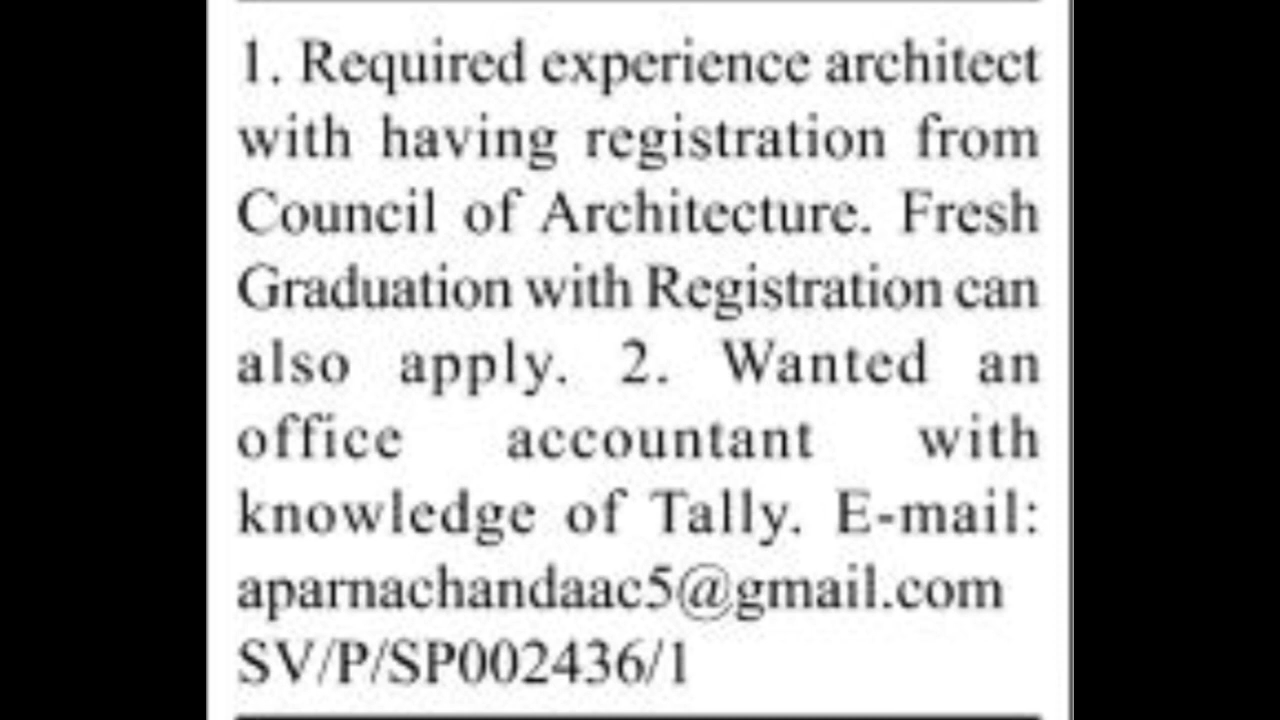 1. Required experience architect
with having registration from
Council of Architecture. Fresh
Graduation with Registration can
also apply. 2. Wanted an
office accountant with
knowledge of Tally. E-mail:
aparnachandaac5@gmail.com
SV/P/SP002436/1